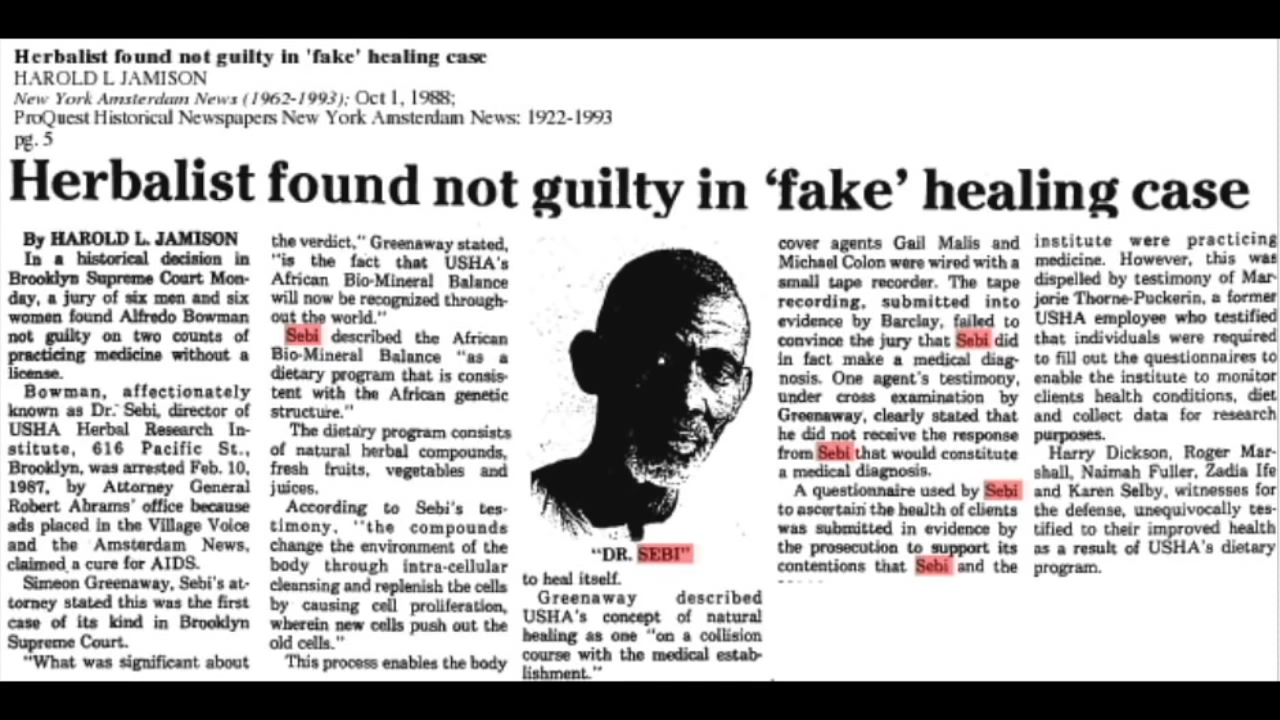 Herbalist found not guilty in 'fake' healing case
HAROLD L JAMISON
New York Amsterdam News (1962-1993); Oct 1, 1988;
ProQuest Historical Newspapers New York Amsterdam News: 1922-1993
pg. 5
Herbalist found not guilty in ‘fake’ healing case
By HAROLD L. JAMISON
In a historical decision in
Brooklyn Supreme Court Mon-
day, a jury of six men and six
women found Alfredo Bowman
not guilty on two counts of
practicing medicine without a
license.
Bowman, affectionately
known as Dr. Sebi, director of
USHA Herbal Research In-
stitute, 616 Pacific St.,
Brooklyn, was arrested Feb. 10,
1987, by Attorney General
Robert Abrams' office because
ads placed in the Village Voice
and the Amsterdam News,
claimed a cure for AIDS.
Simeon Greenaway, Sebi's at-
torney stated this was the first
case of its kind in Brooklyn
Supreme Court.
"What was significant about
the verdict," Greenaway stated,
"is the fact that USHA's
African Bio-Mineral Balance
will now be recognized through-
out the world."
Sebi described the African
Bio-Mineral Balance "as a
dietary program that is consis-
tent with the African genetic
structure."
The dietary program consists
of natural herbal compounds,
fresh fruits, vegetables and
juices.
According to Sebi's tes-
timony, "the compounds
change the environment of the
body through intra-cellular
cleansing and replenish the cells
by causing cell proliferation,
wherein new cells push out the
old cells."
This process enables the body
"DR. SEBI"
to heal itself.
Greenaway described
USHA's concept of natural
healing as one "on a collision
course with the medical estab-
lishment."
cover agents Gail Malis and
Michael Colon were wired with a
small tape recorder. The tape
recording, submitted into
evidence by Barclay, failed to
convince the jury that Sebi did
in fact make a medical diag-
nosis. One agent's testimony,
under cross examination by
Greenaway, clearly stated that
he did not receive the response
from Sebi that would constitute
a medical diagnosis.
A questionnaire used by Sebi
to ascertain the health of clients
was submitted in evidence by
the prosecution to support its
contentions that Sebi and the
institute were practicing
medicine. However, this was
dispelled by testimony of Mar-
jorie Thorne-Puckerin, a former
USHA employee who testified
that individuals were required
to fill out the questionnaires to
enable the institute to monitor
clients health conditions, diet
and collect data for research
purposes.
Harry Dickson, Roger Mar-
shall, Naimah Fuller, Zadia Ife
and Karen Selby, witnesses for
the defense, unequivocally tes-
tified to their improved health
as a result of USHA's dietary
program.